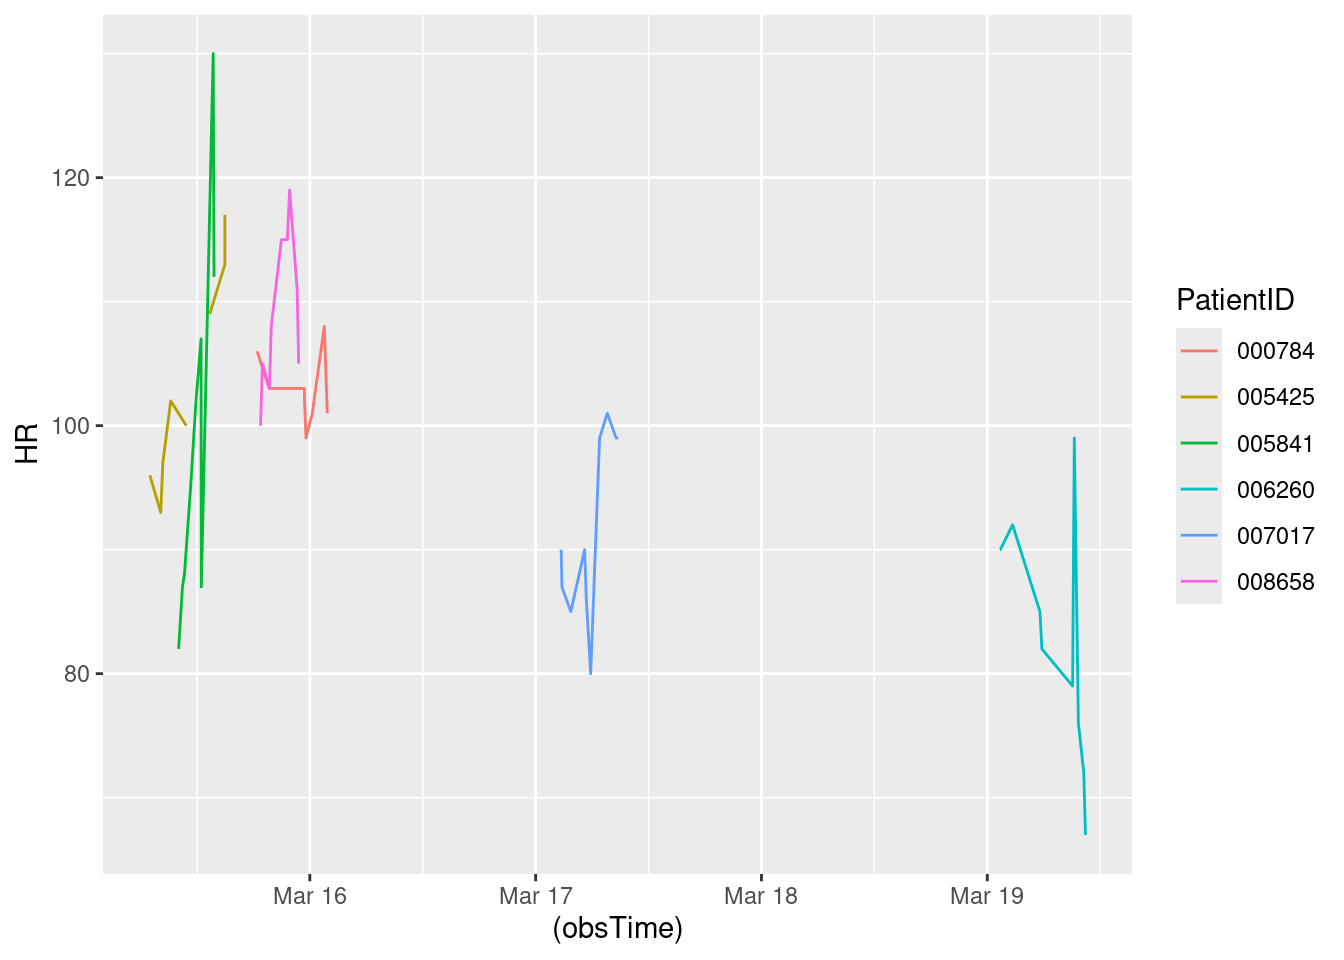 HR
120
100
80
Mar 16
Mar 17
Mar 18
Mar 19
(obsTime)
PatientID
000784
005425
005841
006260
007017
008658